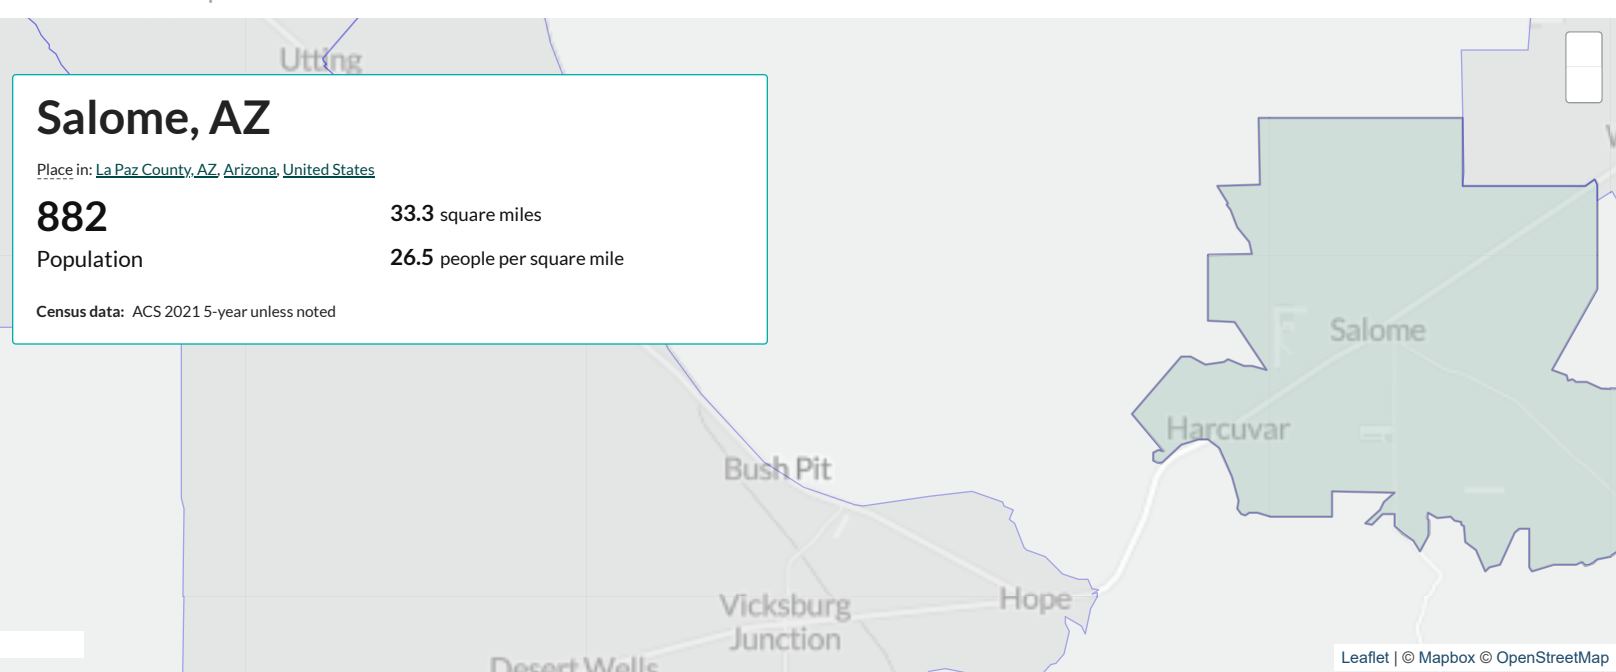 Utting
Salome, AZ
Place in: La Paz County, AZ, Arizona, United States
882
Population
33.3 square miles
26.5 people per square mile
Census data: ACS 2021 5-year unless noted
Salome
Harcuvar
Bush Pit
Hope
Vicksburg
Junction
Desert Wells
Leaflet | © Mapbox © OpenStreetMap